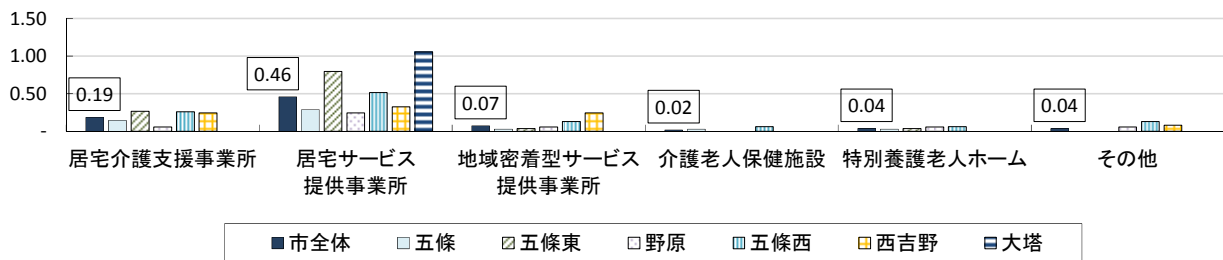 1.50
1.00
0.50
-
0.19
0.46
0.07
0.02
0.04
0.04
居宅介護支援事業所
居宅サービス
提供事業所
地域密着型サービス
提供事業所
介護老人保健施設
特別養護老人ホーム
その他
市全体 五條 五條東 野原 五條西 西吉野 大塔